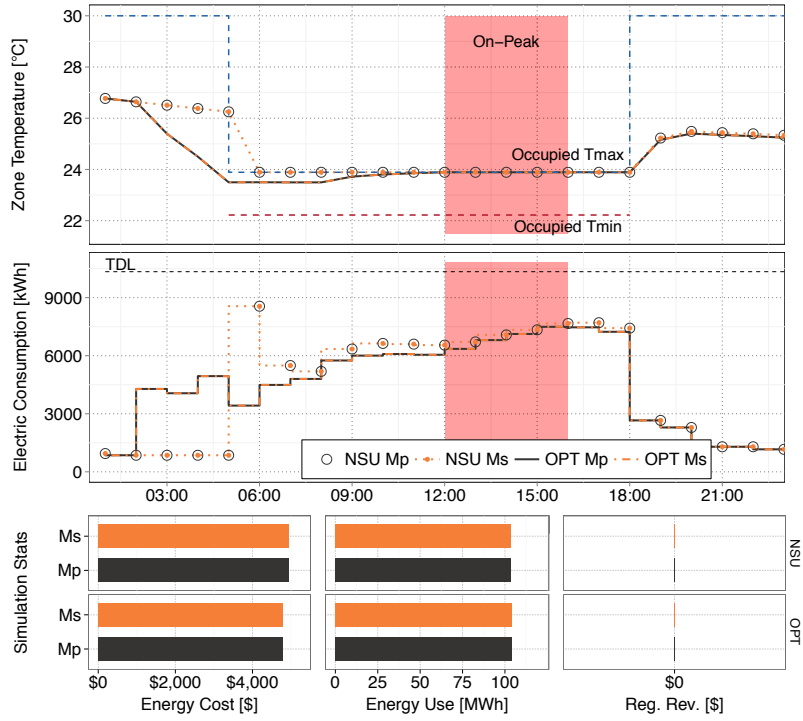 Zone Temperature [°C]
30
28
26
24
22
On−Peak
Occupied Tmax
Occupied Tmin
Electric Consumption [kWh]
9000
6000
3000
0
TDL
NSU Mp
NSU Ms
OPT Mp
OPT Ms
03:00
06:00
09:00
12:00
15:00
18:00
21:00
Simulation Stats
Ms
Mp
NSU
Ms
Mp
OPT
$0
$2,000
$4,000
0
25
50
75
100
$0
Energy Cost [$]
Energy Use [MWh]
Reg. Rev. [$]